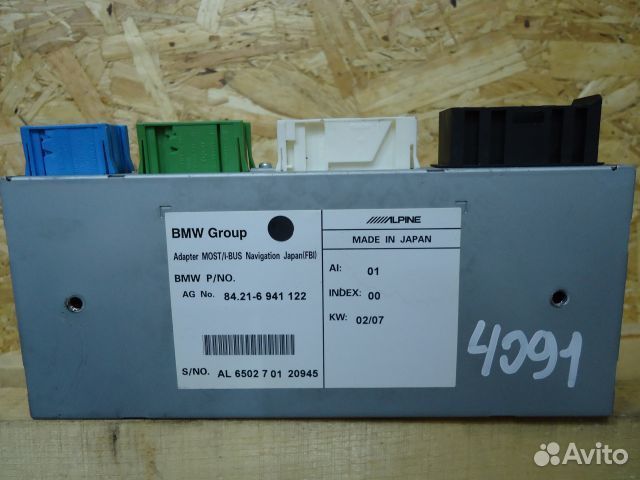 BMW Group
Adapter MOST/I-BUS Navigation Japan(FBI)
BMW P/NO.
AG No. 84.21-6 941 122
S/NO. AL 6502 7 01 20945
ALPINE
MADE IN JAPAN
AI: 01
INDEX: 00
KW: 02/07
4091
Avito